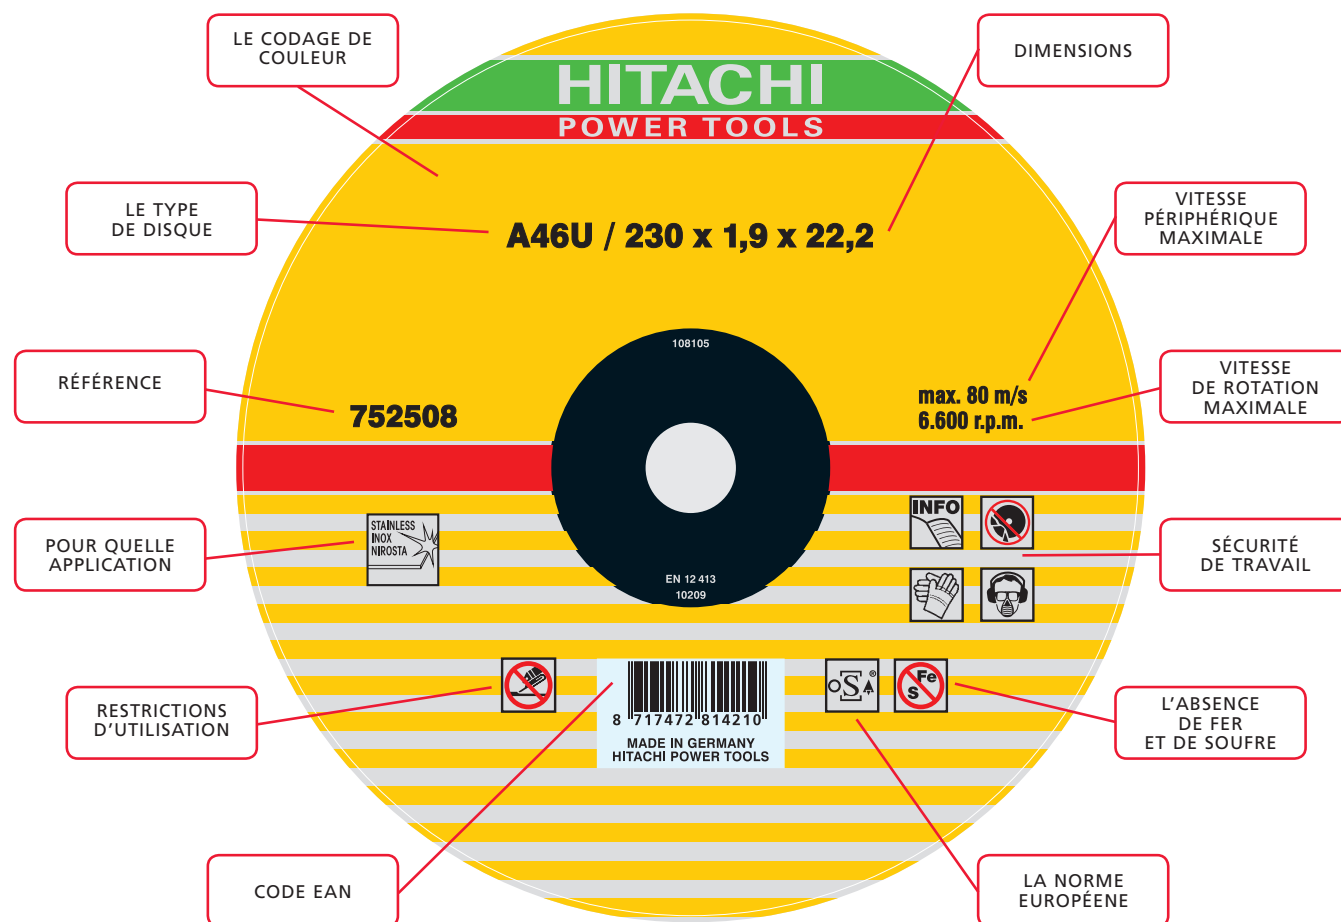 LE CODAGE DE
COULEUR
DIMENSIONS
HITACHI
POWER TOOLS
LE TYPE
DE DISQUE
A46U / 230 x 1,9 x 22,2
VITESSE
PÉRIPHÉRIQUE
MAXIMALE
108105
RÉFÉRENCE
752508
max. 80 m/s
6.600 r.p.m.
VITESSE
DE ROTATION
MAXIMALE
POUR QUELLE
APPLICATION
STAINLESS
INOX
NIROSTA
INFO
SÉCURITÉ
DE TRAVAIL
EN 12 413
10209
RESTRICTIONS
D'UTILISATION
8 717472 814210
MADE IN GERMANY
HITACHI POWER TOOLS
oS®
Fe
S
L'ABSENCE
DE FER
ET DE SOUFRE
CODE EAN
LA NORME
EUROPÉENE